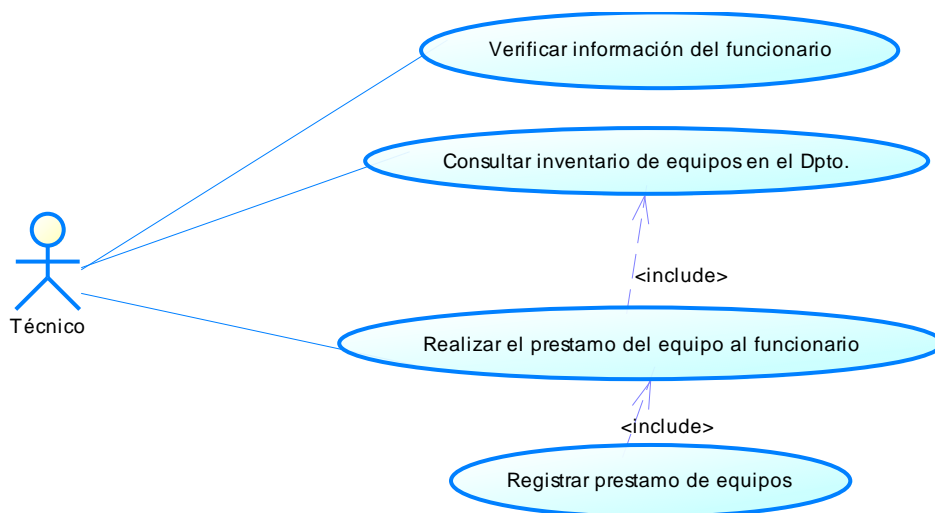 Verificar información del funcionario
Consultar inventario de equipos en el Dpto.
<include>
Técnico
Realizar el prestamo del equipo al funcionario
<include>
Registrar prestamo de equipos